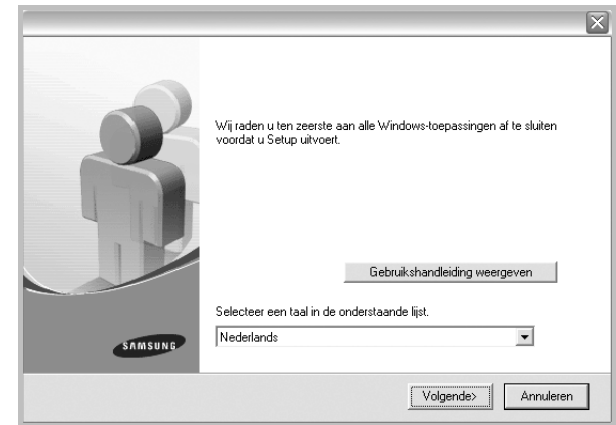 Wij raden u ten zeerste aan alle Windows-toepassingen af te sluiten
voordat u Setup uitvoert.
Gebruikshandleiding weergeven
Selecteer een taal in de onderstaande lijst.
Nederlands
SAMSUNG
Volgende>
Annuleren